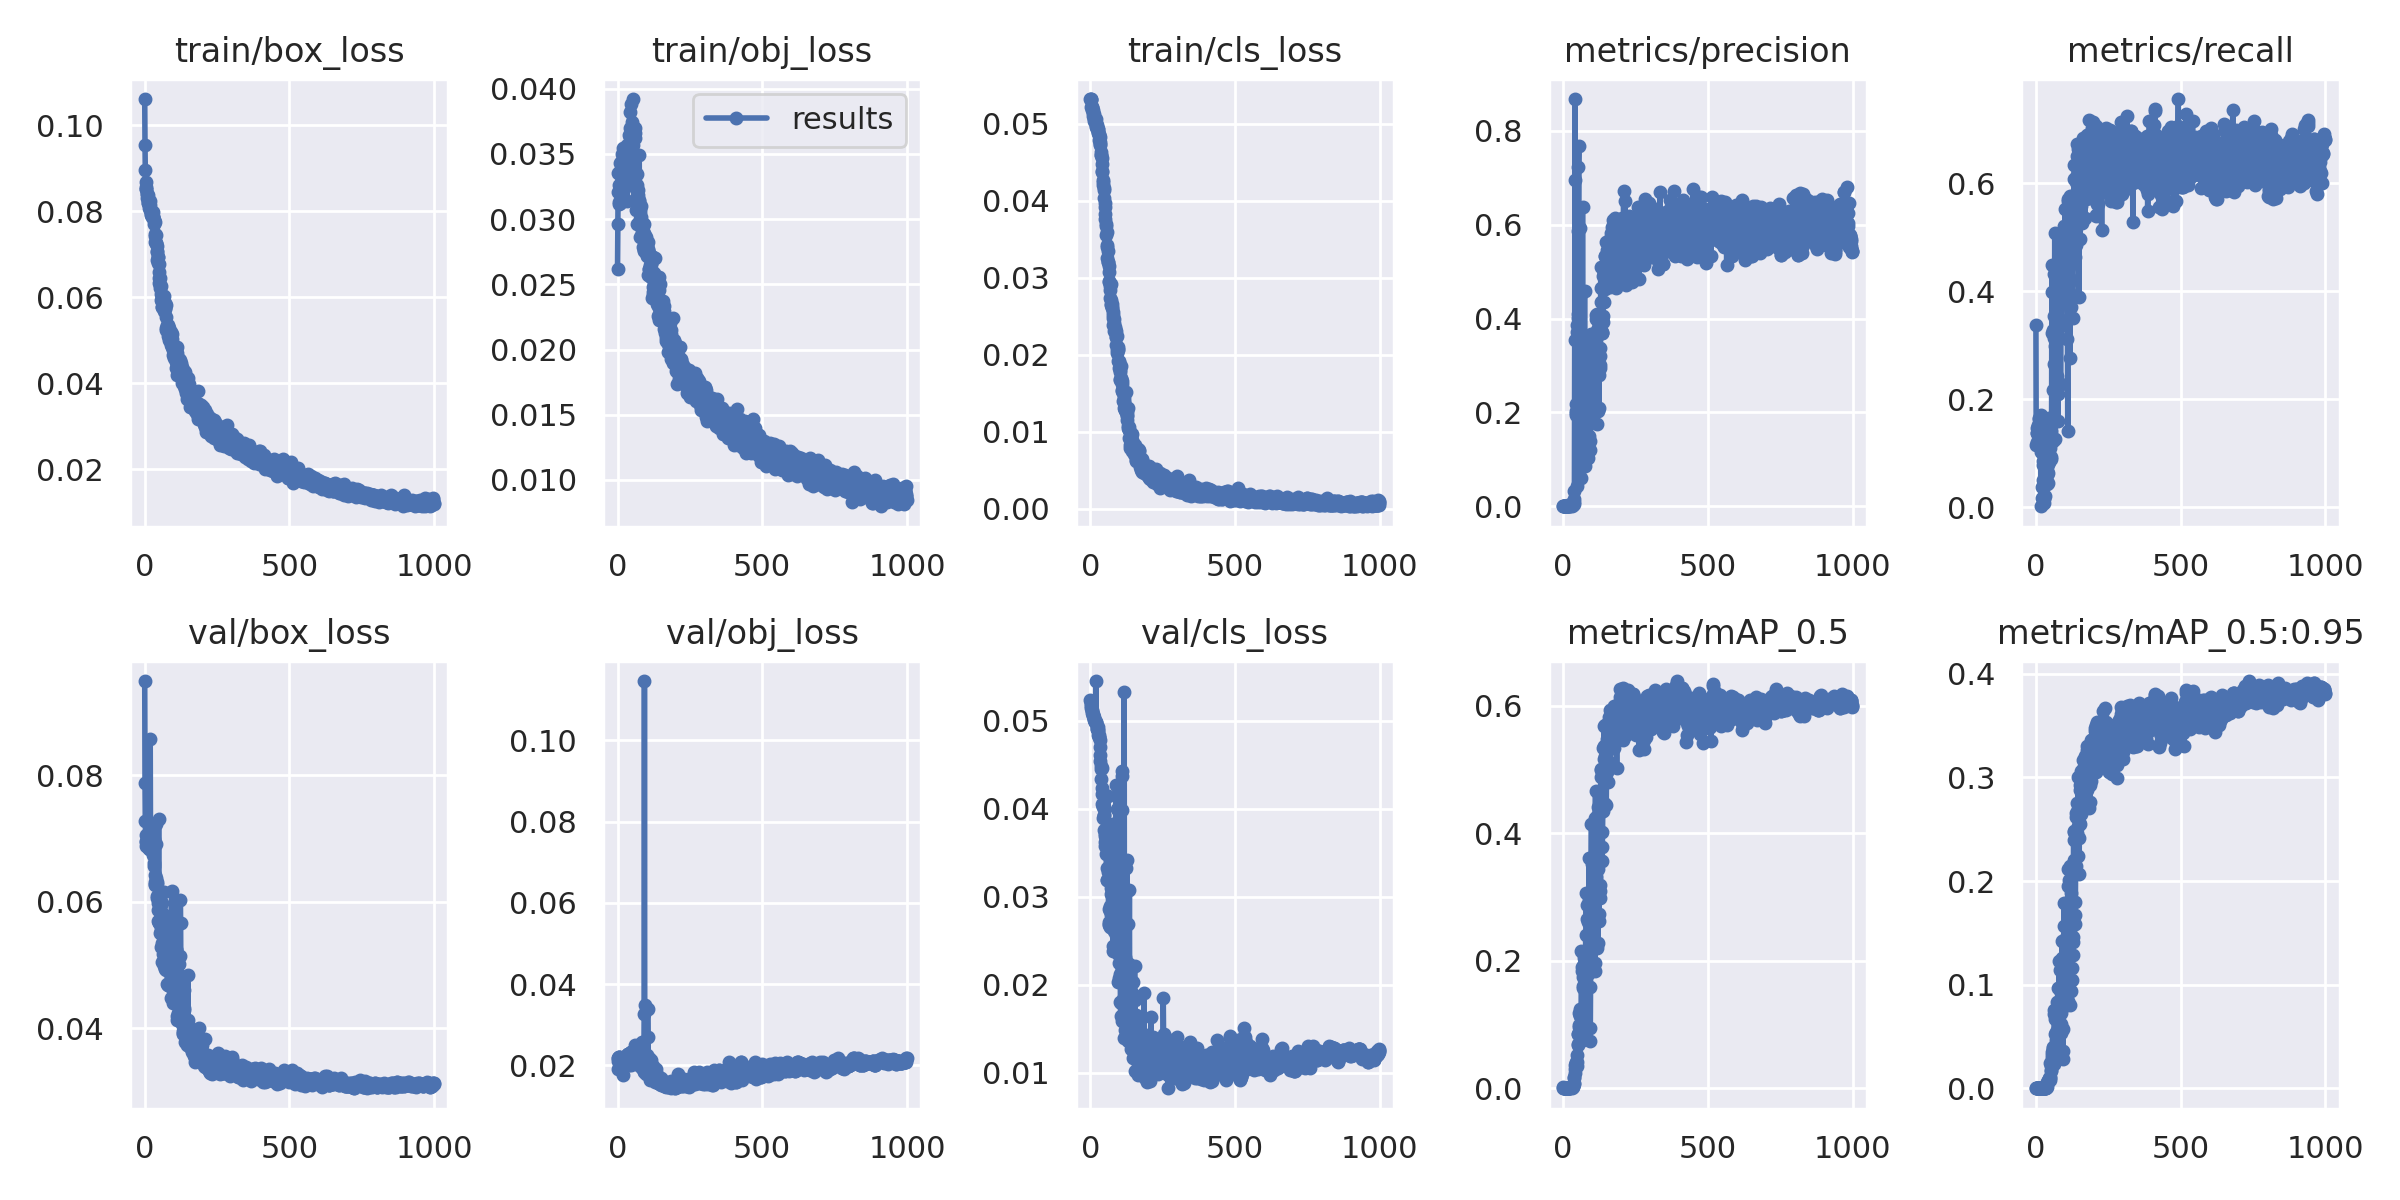 train/box_loss
0.10
0.08
0.06
0.04
0.02
0 500 1000
train/obj_loss
results
0.040
0.035
0.030
0.025
0.020
0.015
0.010
0 500 1000
train/cls_loss
0.05
0.04
0.03
0.02
0.01
0.00
0 500 1000
metrics/precision
0.8
0.6
0.4
0.2
0.0
0 500 1000
metrics/recall
0.6
0.4
0.2
0.0
0 500 1000
val/box_loss
0.08
0.06
0.04
0 500 1000
val/obj_loss
0.10
0.08
0.06
0.04
0.02
0 500 1000
val/cls_loss
0.05
0.04
0.03
0.02
0.01
0 500 1000
metrics/mAP_0.5
0.6
0.4
0.2
0.0
0 500 1000
metrics/mAP_0.5:0.95
0.4
0.3
0.2
0.1
0.0
0 500 1000